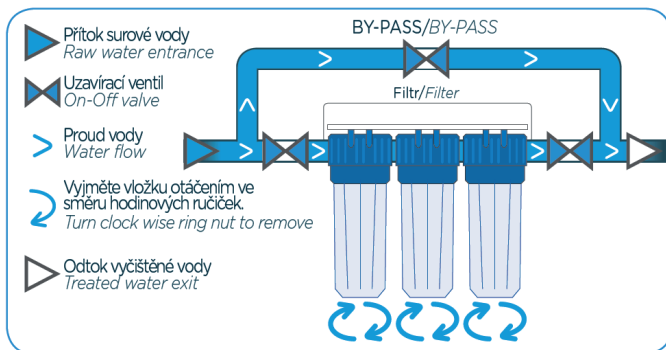 Přítok surové vody
Raw water entrance
Uzavírací ventil
On-Off valve
Proud vody
Water flow
Vyjměte vložku otáčením ve
směru hodinových ručiček.
Turn clock wise ring nut to remove
Odtok vyčištěné vody
Treated water exit
BY-PASS/BY-PASS
Filtr/Filter